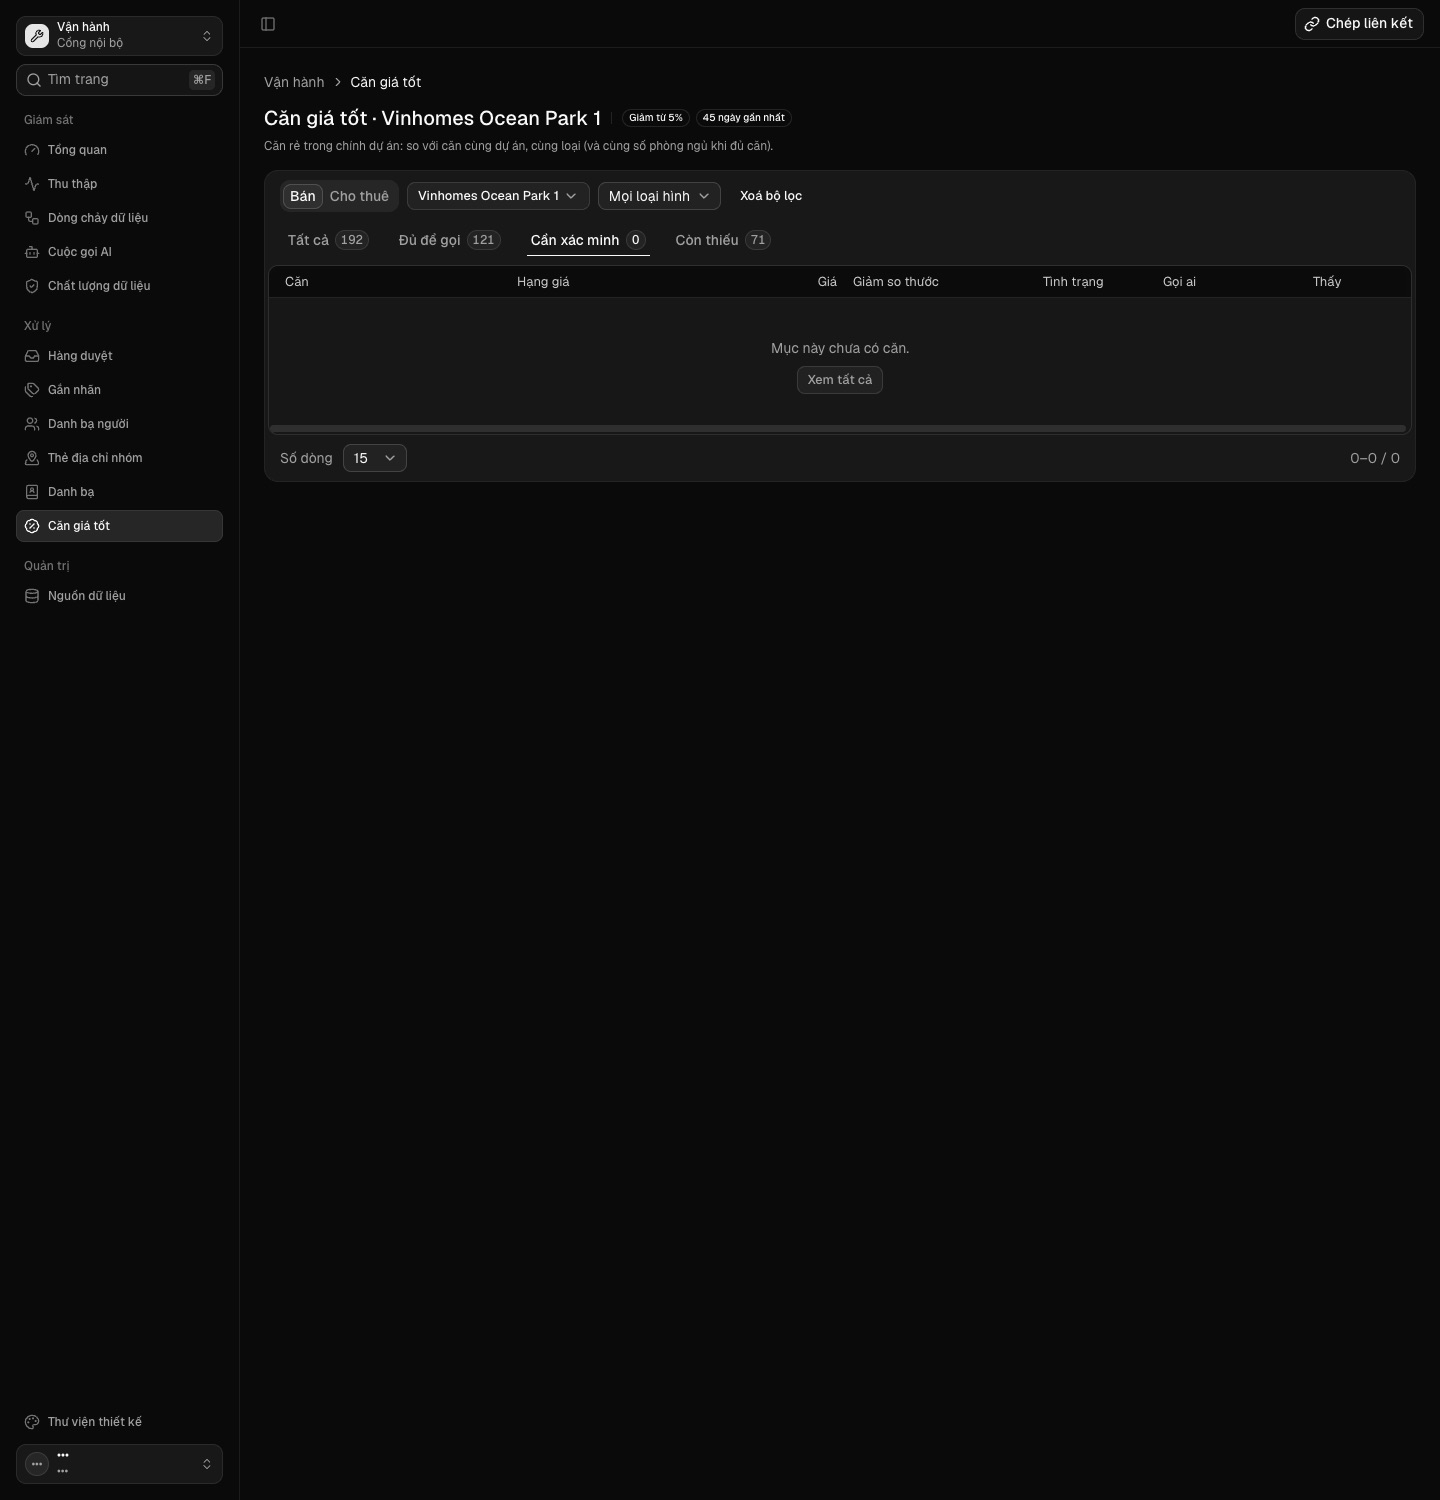 Vận hành
Cổng nội bộ
Tìm trang
⌘F
Giám sát
Tổng quan
Thu thập
Dòng chảy dữ liệu
Cuộc gọi AI
Chất lượng dữ liệu
Xử lý
Hàng duyệt
Gắn nhãn
Danh bạ người
Thẻ địa chỉ nhóm
Danh bạ
Căn giá tốt
Quản trị
Nguồn dữ liệu
Thư viện thiết kế
•••
•••
•••
Chép liên kết
Vận hành > Căn giá tốt
Căn giá tốt · Vinhomes Ocean Park 1 Giảm từ 5% 45 ngày gần nhất
Căn rẻ trong chính dự án: so với căn cùng dự án, cùng loại (và cùng số phòng ngủ khi đủ căn).
Bán Cho thuê Vinhomes Ocean Park 1 Mọi loại hình Xoá bộ lọc
Tất cả 192 Đủ để gọi 121 Cần xác minh 0 Còn thiếu 71
Căn Hạng giá Giá Giảm so thước Tình trạng Gọi ai Thấy
Mục này chưa có căn.
Xem tất cả
Số dòng 15 0–0 / 0